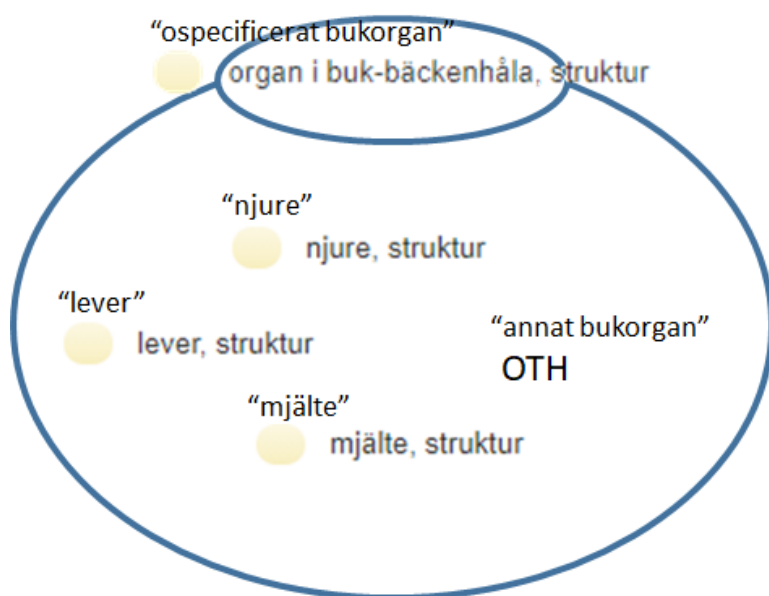 “ospecificerat bukorgan”
organ i buk-bäckenhåla, struktur
“njure”
njure, struktur
“lever”
lever, struktur
“annat bukorgan”
OTH
“mjälte”
mjälte, struktur